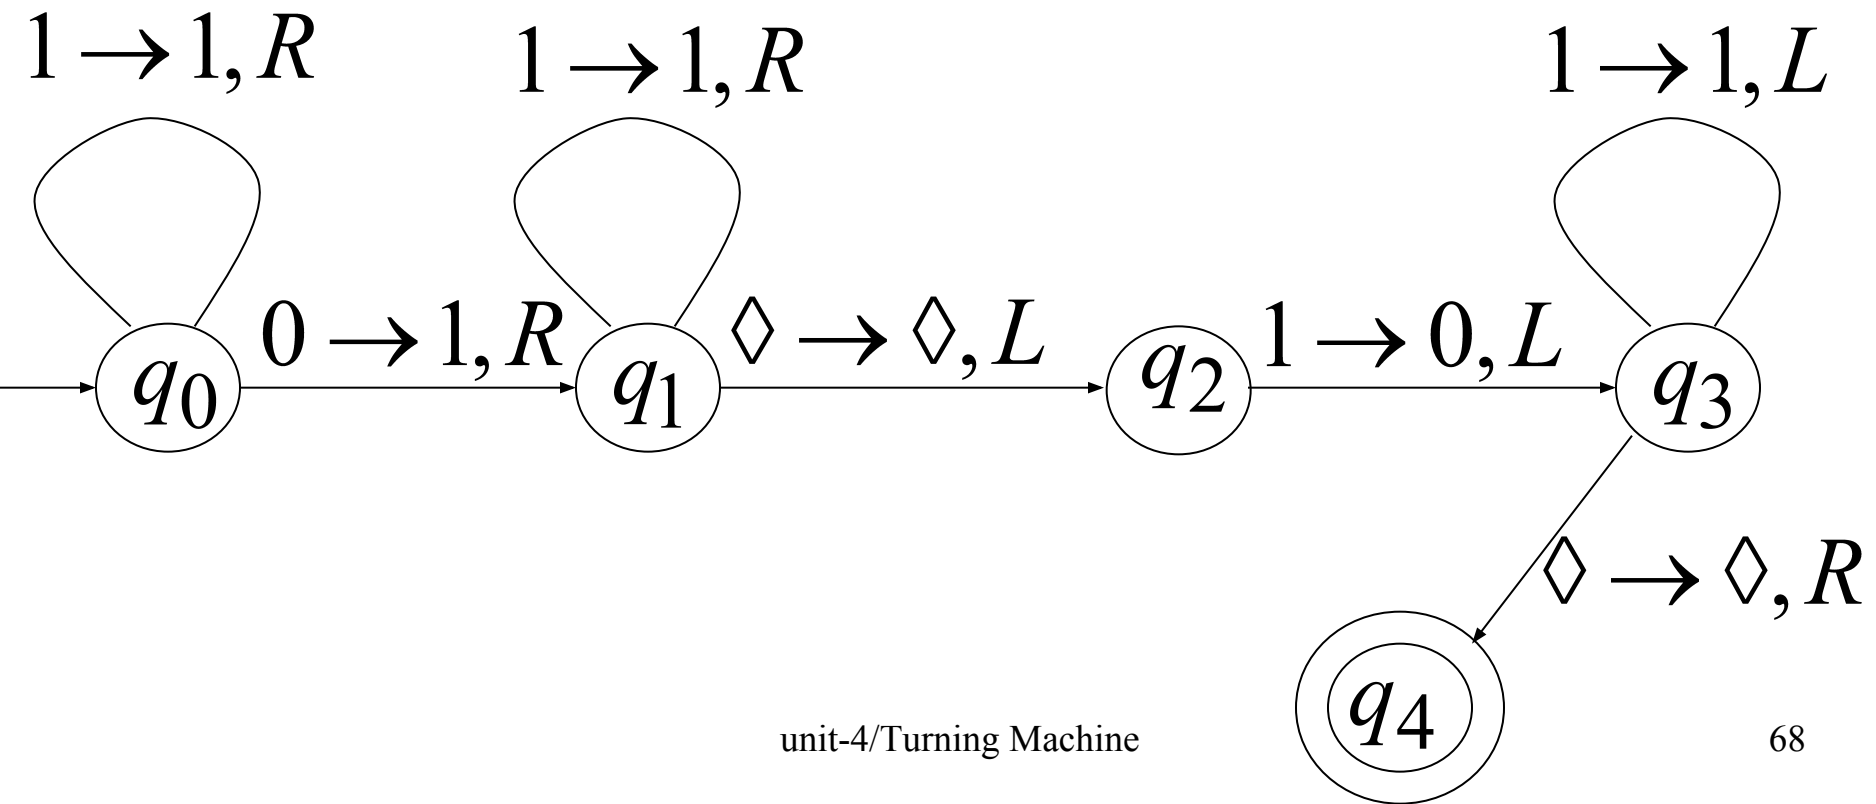 1 → 1, R
1 → 1, R
1 → 1, L
0 → 1, R
◊ → ◊, L
1 → 0, L
q0
q1
q2
q3
◊ → ◊, R
q4
unit-4/Turning Machine
68